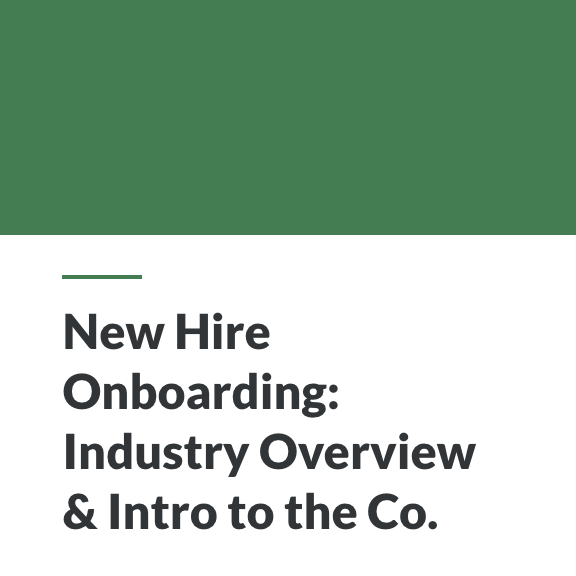 New Hire
Onboarding:
Industry Overview
& Intro to the Co.